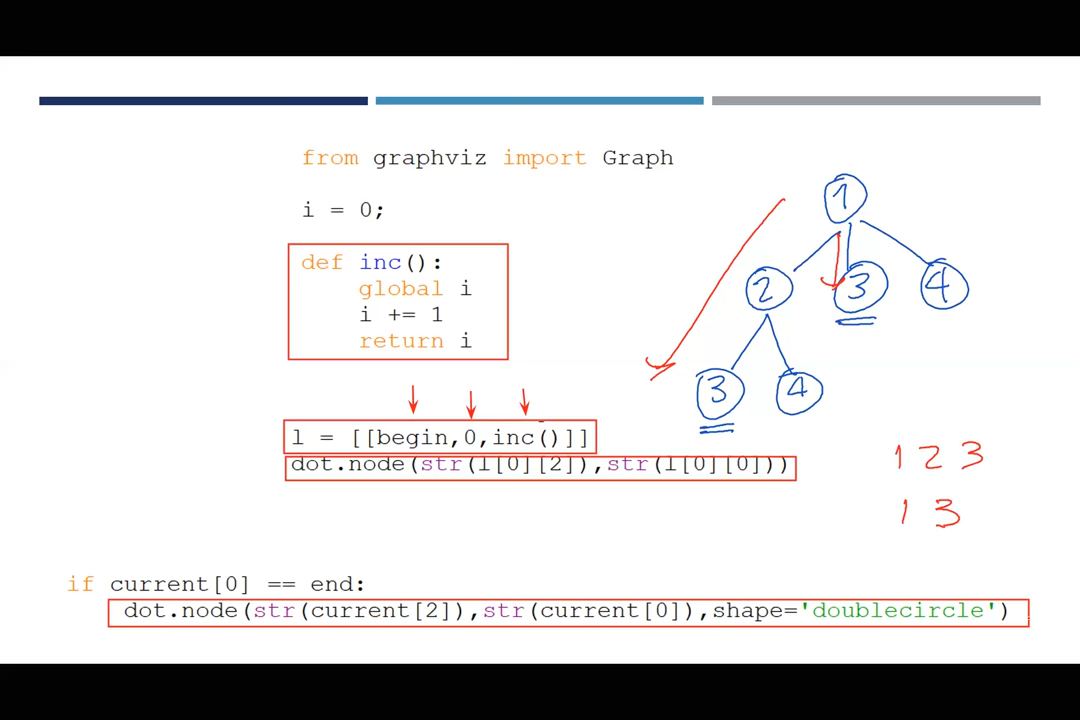 from graphviz import Graph
i = 0;
def inc():
global i
i += 1
return i
l = [[begin,0,inc()]]
dot.node(str(l[0][2]),str(l[0][0]))
1
2 3 4
3 4
1 2 3
1 3
if current[0] == end:
dot.node(str(current[2]),str(current[0]),shape='doublecircle')